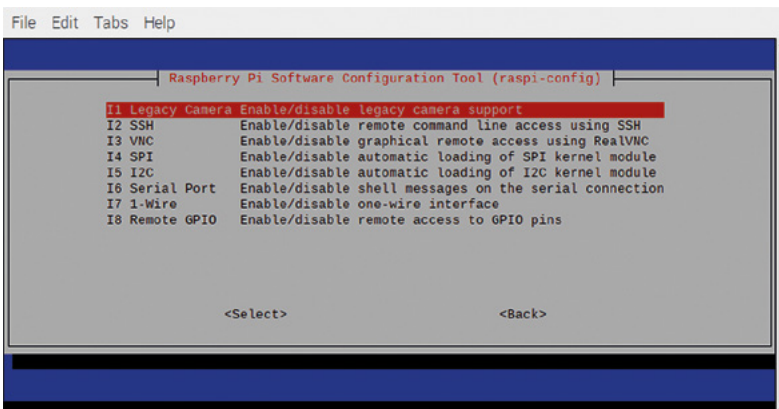 File Edit Tabs Help
Raspberry Pi Software Configuration Tool (raspi-config)
I1 Legacy Camera Enable/disable legacy camera support
I2 SSH Enable/disable remote command line access using SSH
I3 VNC Enable/disable graphical remote access using RealVNC
I4 SPI Enable/disable automatic loading of SPI kernel module
I5 I2C Enable/disable automatic loading of I2C kernel module
I6 Serial Port Enable/disable shell messages on the serial connection
I7 1-Wire Enable/disable one-wire interface
I8 Remote GPIO Enable/disable remote access to GPIO pins
<Select> <Back>